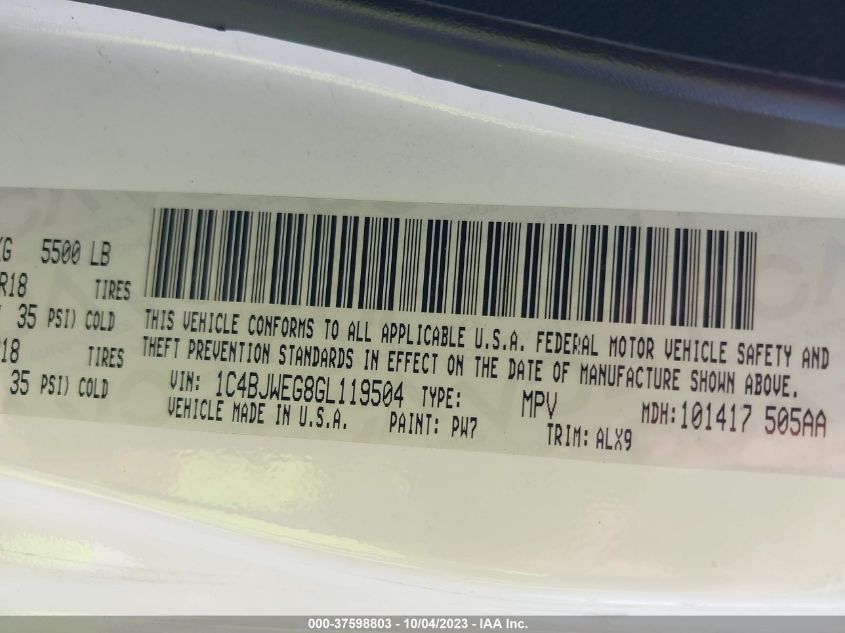 KG 5500 LB
R18 TIRES
35 PSI) COLD
R18 TIRES
35 PSI) COLD
THIS VEHICLE CONFORMS TO ALL APPLICABLE U.S.A. FEDERAL MOTOR VEHICLE SAFETY AND
THEFT PREVENTION STANDARDS IN EFFECT ON THE DATE OF MANUFACTURE SHOWN ABOVE.
VIN: 1C4BJWEG8GL119504 TYPE: MPV MDH:101417 505AA
VEHICLE MADE IN U.S.A. PAINT: PW7 TRIM: ALX9
000-37598803 - 10/04/2023 - IAA Inc.